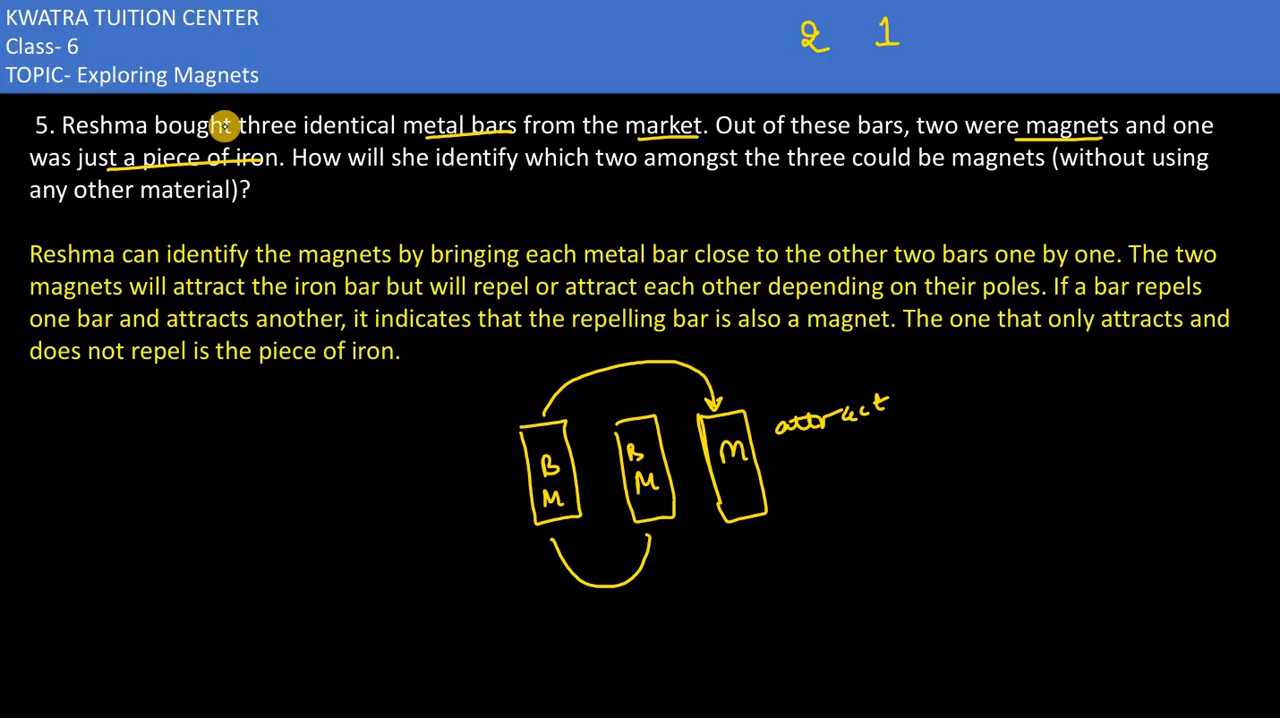 KWATRA TUITION CENTER
2 1
Class- 6
TOPIC- Exploring Magnets
5. Reshma bought three identical metal bars from the market. Out of these bars, two were magnets and one
was just a piece of iron. How will she identify which two amongst the three could be magnets (without using
any other material)?
Reshma can identify the magnets by bringing each metal bar close to the other two bars one by one. The two
magnets will attract the iron bar but will repel or attract each other depending on their poles. If a bar repels
one bar and attracts another, it indicates that the repelling bar is also a magnet. The one that only attracts and
does not repel is the piece of iron.
attract
B B M
M M